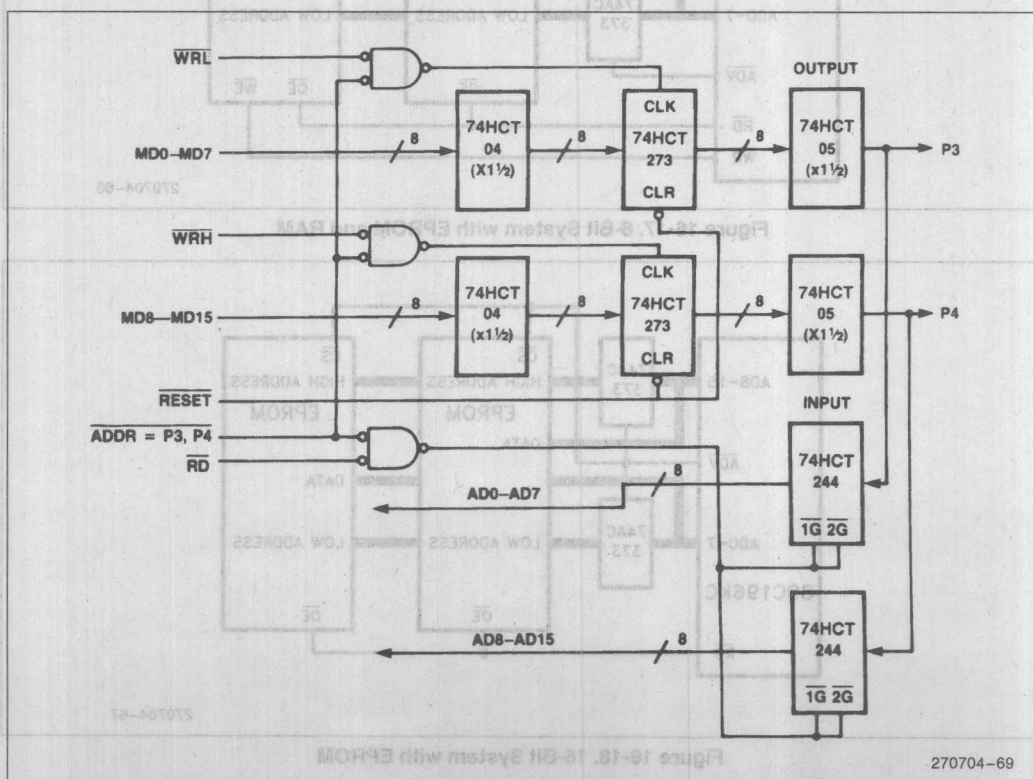 WRL
OUTPUT
CLK
MD0–MD7
8
74HCT
04
(X1½)
8
74HCT
273
8
74HCT
05
(x1½)
P3
CLR
WRH
CLK
MD8–MD15
8
74HCT
04
(x1½)
8
74HCT
273
8
74HCT
05
(X1½)
P4
CLR
RESET
INPUT
ADDR = P3, P4
RD
AD0–AD7
8
74HCT
244
1G 2G
AD8–AD15
8
74HCT
244
1G 2G
270704–69